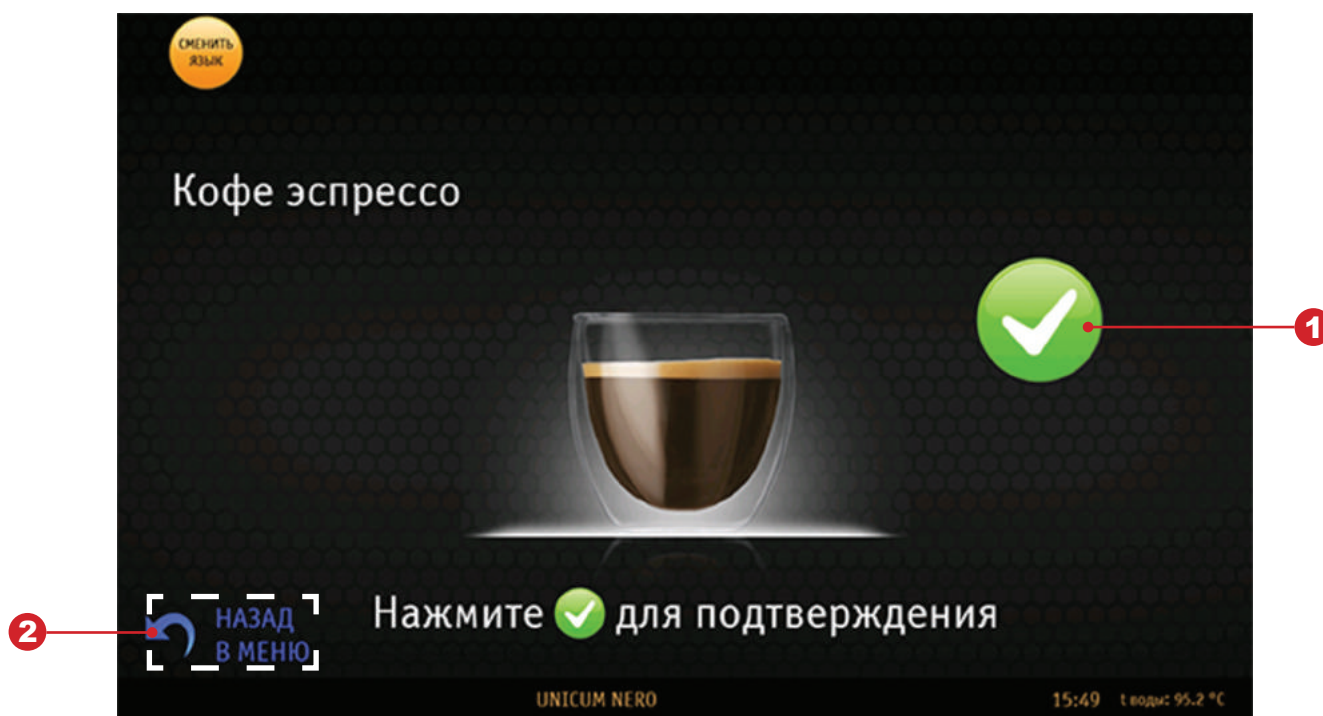 СМЕНИТЬ
ЯЗЫК
Кофе эспрессо
1
Нажмите для подтверждения
2
НАЗАД
В МЕНЮ
UNICUM NERO
15:49 t воды: 95.2 °C